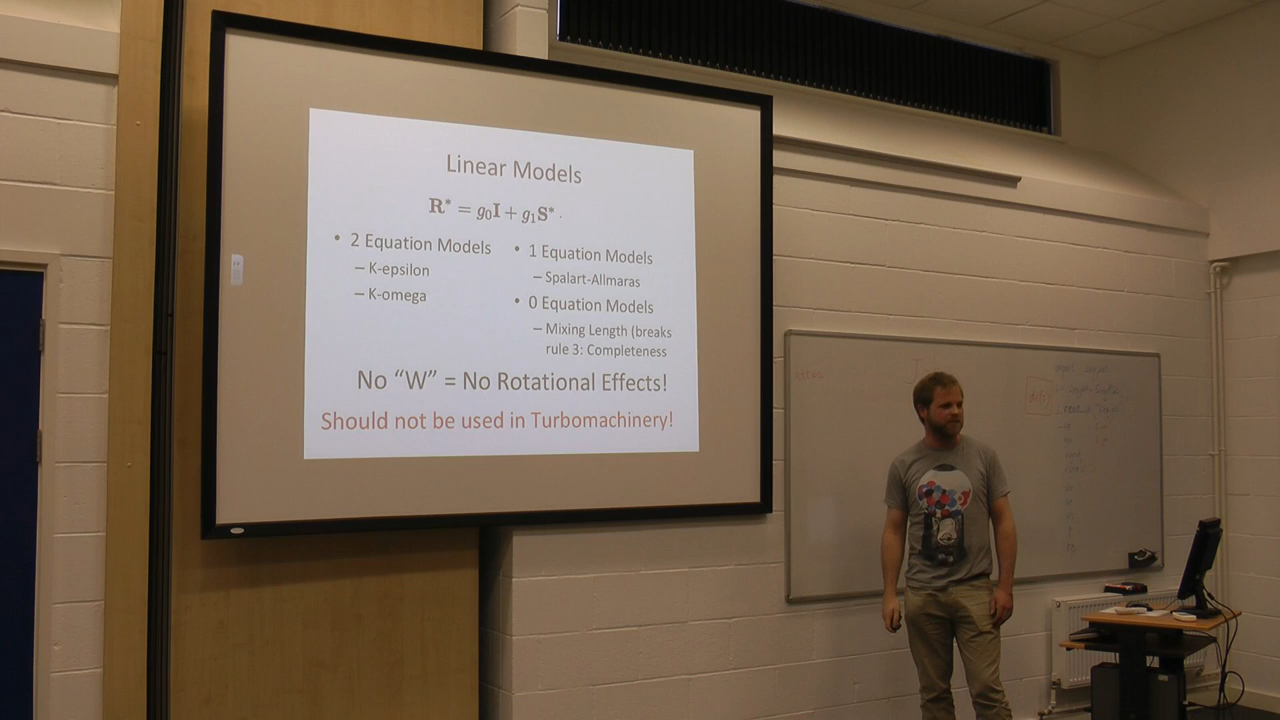 Linear Models
R* = g₀I + g₁S* .
• 2 Equation Models
– K-epsilon
– K-omega
• 1 Equation Models
– Spalart-Allmaras
• 0 Equation Models
– Mixing Length (breaks
rule 3: Completeness
No “W” = No Rotational Effects!
Should not be used in Turbomachinery!